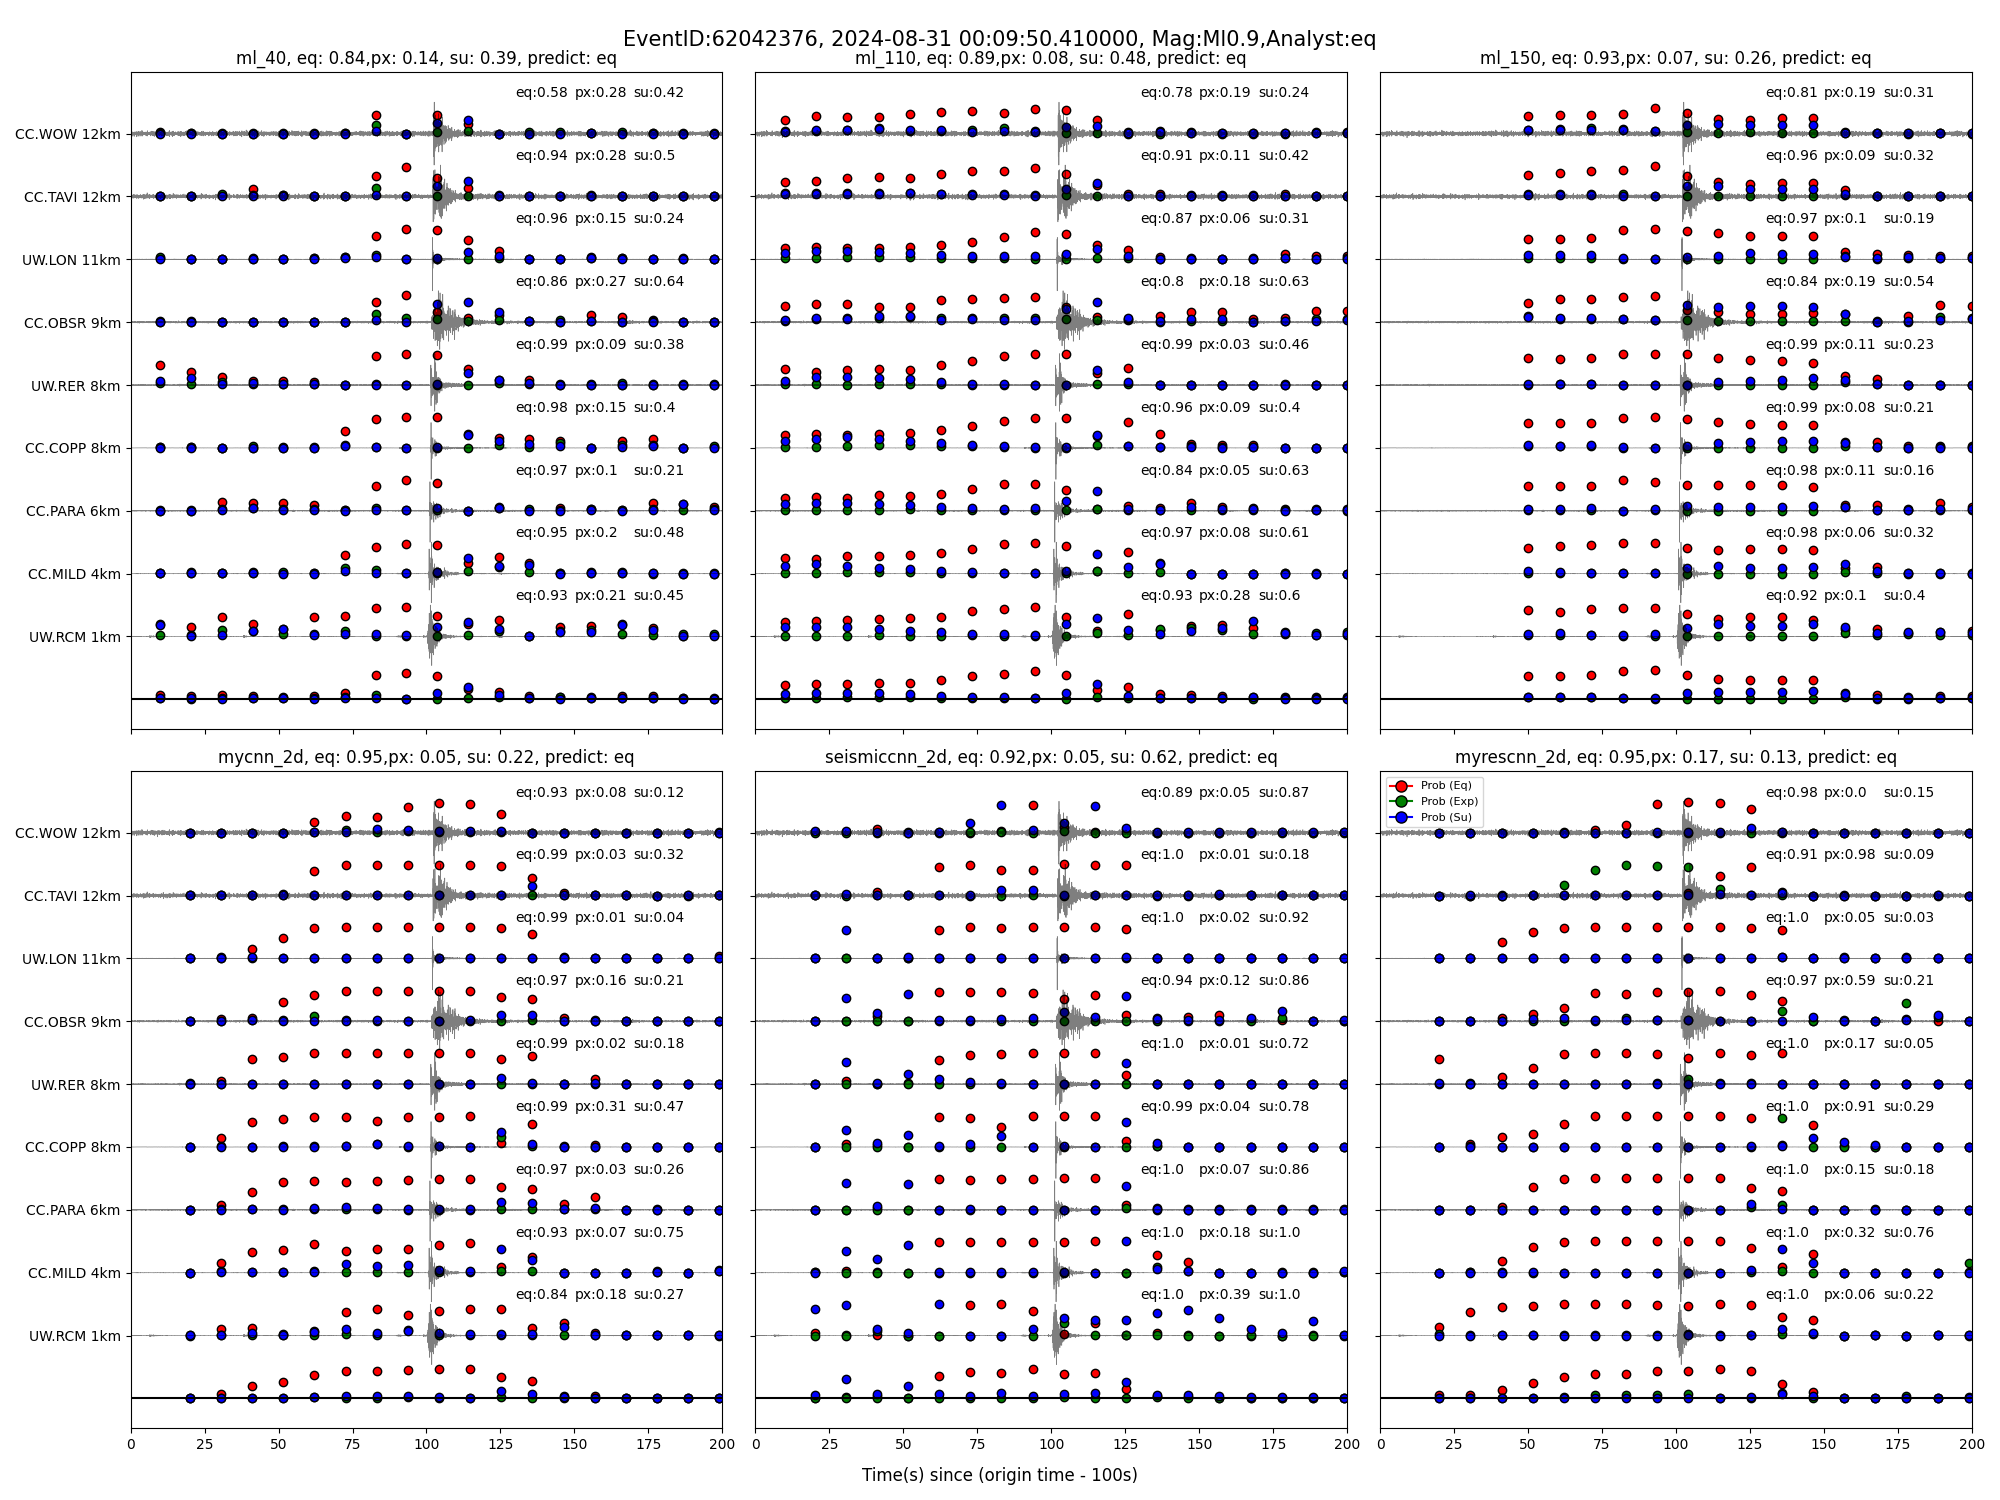 EventID:62042376, 2024-08-31 00:09:50.410000, Mag:Ml0.9,Analyst:eq
ml_40, eq: 0.84,px: 0.14, su: 0.39, predict: eq
CC.WOW 12km
eq:0.58 px:0.28 su:0.42
CC.TAVI 12km
eq:0.94 px:0.28 su:0.5
UW.LON 11km
eq:0.96 px:0.15 su:0.24
CC.OBSR 9km
eq:0.86 px:0.27 su:0.64
UW.RER 8km
eq:0.99 px:0.09 su:0.38
CC.COPP 8km
eq:0.98 px:0.15 su:0.4
CC.PARA 6km
eq:0.97 px:0.1 su:0.21
CC.MILD 4km
eq:0.95 px:0.2 su:0.48
UW.RCM 1km
eq:0.93 px:0.21 su:0.45
ml_110, eq: 0.89,px: 0.08, su: 0.48, predict: eq
eq:0.78 px:0.19 su:0.24
eq:0.91 px:0.11 su:0.42
eq:0.87 px:0.06 su:0.31
eq:0.8 px:0.18 su:0.63
eq:0.99 px:0.03 su:0.46
eq:0.96 px:0.09 su:0.4
eq:0.84 px:0.05 su:0.63
eq:0.97 px:0.08 su:0.61
eq:0.93 px:0.28 su:0.6
ml_150, eq: 0.93,px: 0.07, su: 0.26, predict: eq
eq:0.81 px:0.19 su:0.31
eq:0.96 px:0.09 su:0.32
eq:0.97 px:0.1 su:0.19
eq:0.84 px:0.19 su:0.54
eq:0.99 px:0.11 su:0.23
eq:0.99 px:0.08 su:0.21
eq:0.98 px:0.11 su:0.16
eq:0.98 px:0.06 su:0.32
eq:0.92 px:0.1 su:0.4
mycnn_2d, eq: 0.95,px: 0.05, su: 0.22, predict: eq
CC.WOW 12km
eq:0.93 px:0.08 su:0.12
CC.TAVI 12km
eq:0.99 px:0.03 su:0.32
UW.LON 11km
eq:0.99 px:0.01 su:0.04
CC.OBSR 9km
eq:0.97 px:0.16 su:0.21
UW.RER 8km
eq:0.99 px:0.02 su:0.18
CC.COPP 8km
eq:0.99 px:0.31 su:0.47
CC.PARA 6km
eq:0.97 px:0.03 su:0.26
CC.MILD 4km
eq:0.93 px:0.07 su:0.75
UW.RCM 1km
eq:0.84 px:0.18 su:0.27
0 25 50 75 100 125 150 175 200
seismiccnn_2d, eq: 0.92,px: 0.05, su: 0.62, predict: eq
eq:0.89 px:0.05 su:0.87
eq:1.0 px:0.01 su:0.18
eq:1.0 px:0.02 su:0.92
eq:0.94 px:0.12 su:0.86
eq:1.0 px:0.01 su:0.72
eq:0.99 px:0.04 su:0.78
eq:1.0 px:0.07 su:0.86
eq:1.0 px:0.18 su:1.0
eq:1.0 px:0.39 su:1.0
0 25 50 75 100 125 150 175 200
myrescnn_2d, eq: 0.95,px: 0.17, su: 0.13, predict: eq
Prob (Eq)
Prob (Exp)
Prob (Su)
eq:0.98 px:0.0 su:0.15
eq:0.91 px:0.98 su:0.09
eq:1.0 px:0.05 su:0.03
eq:0.97 px:0.59 su:0.21
eq:1.0 px:0.17 su:0.05
eq:1.0 px:0.91 su:0.29
eq:1.0 px:0.15 su:0.18
eq:1.0 px:0.32 su:0.76
eq:1.0 px:0.06 su:0.22
0 25 50 75 100 125 150 175 200
Time(s) since (origin time - 100s)